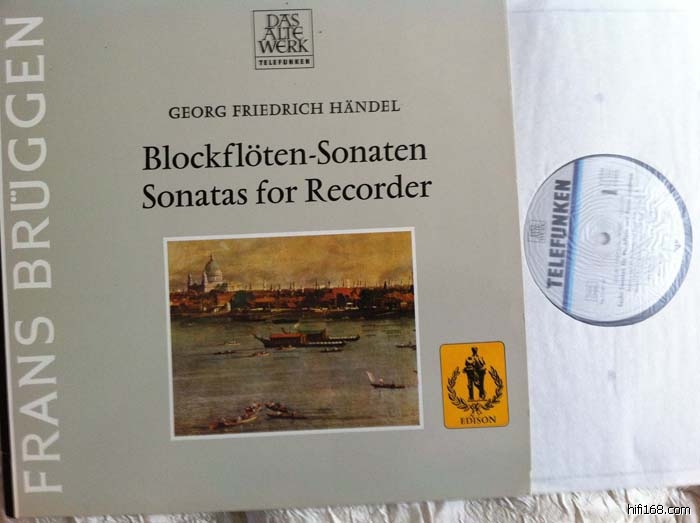 FRANS BRÜGGEN
DAS
ALTE
WERK
TELEFUNKEN
GEORG FRIEDRICH HÄNDEL
Blockflöten-Sonaten
Sonatas for Recorder
EDISON
TELEFUNKEN
hifi168.com